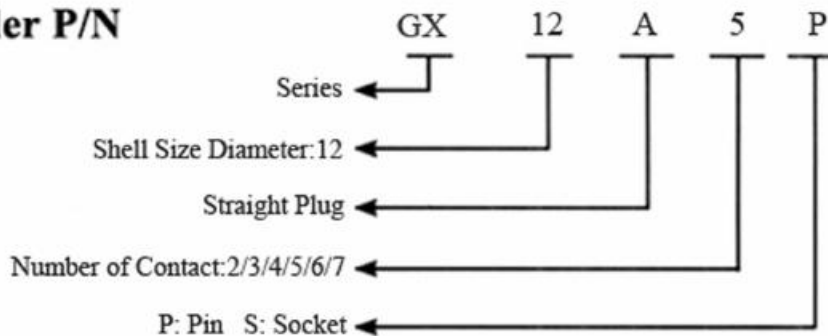 er P/N GX 12 A 5 P
Series
Shell Size Diameter:12
Straight Plug
Number of Contact:2/3/4/5/6/7
P: Pin S: Socket